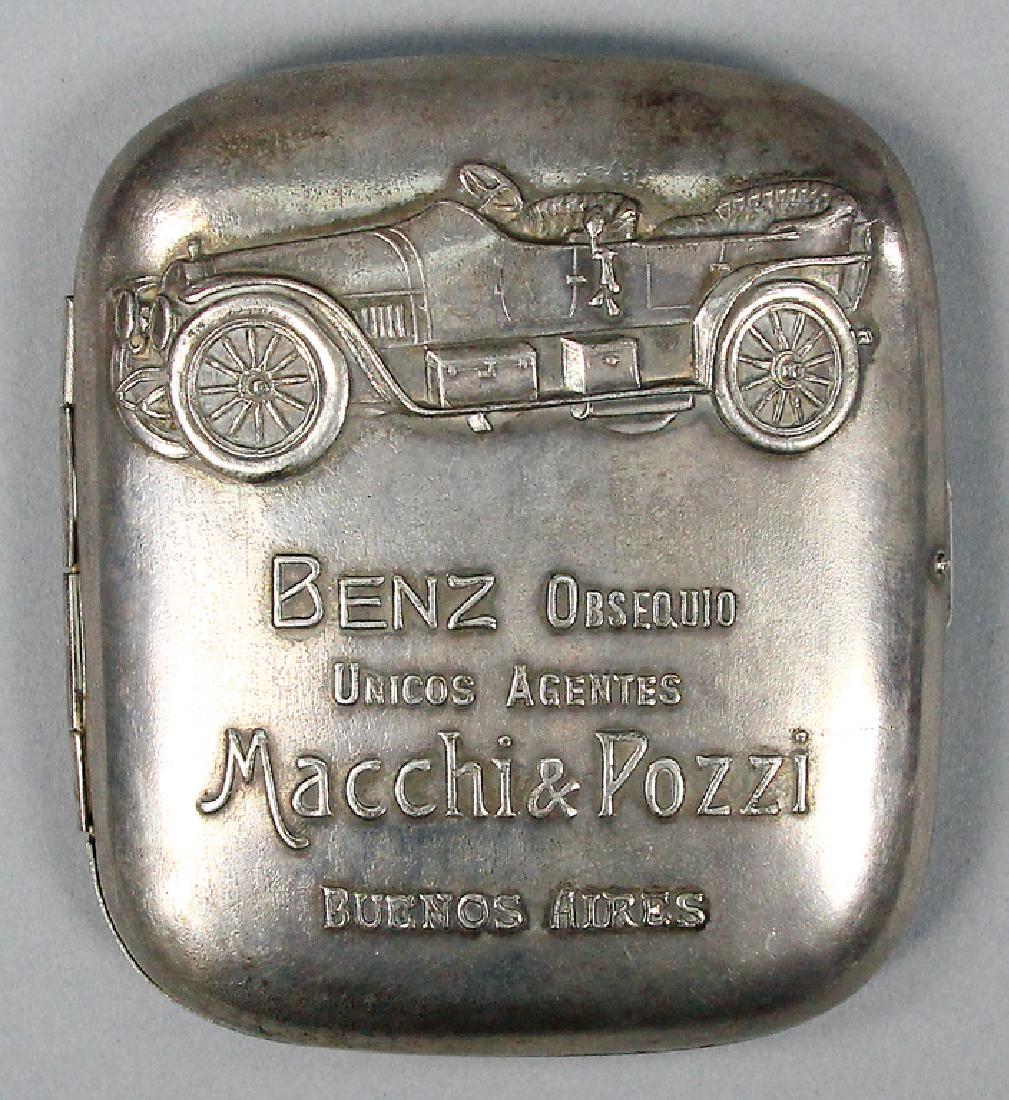 BENZ OBSEQUIO
UNICOS AGENTES
Macchi & Pozzi
BUENOS AIRES